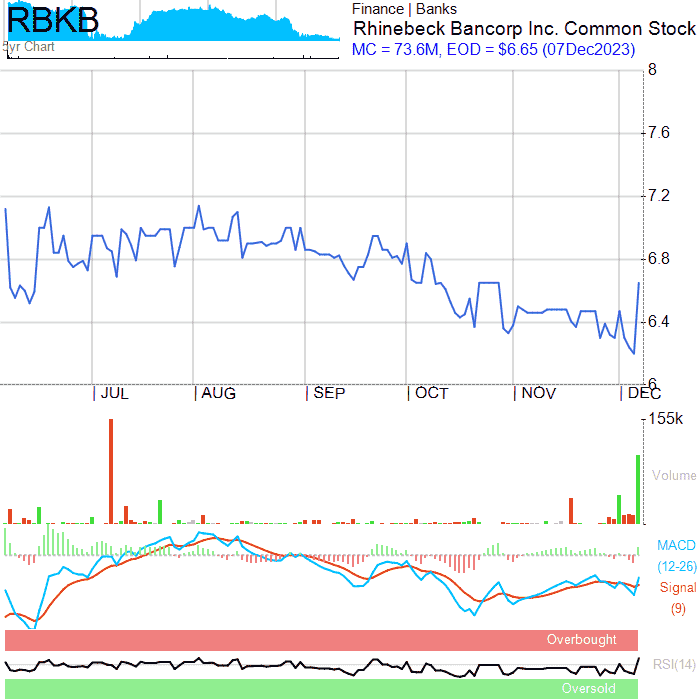 RBKB
5yr Chart
Finance | Banks
Rhinebeck Bancorp Inc. Common Stock
MC = 73.6M, EOD = $6.65 (07Dec2023)
8
7.6
7.2
6.8
6.4
6
JUL AUG SEP OCT NOV DEC
155k
Volume
MACD
(12-26)
Signal
(9)
Overbought
RSI(14)
Oversold